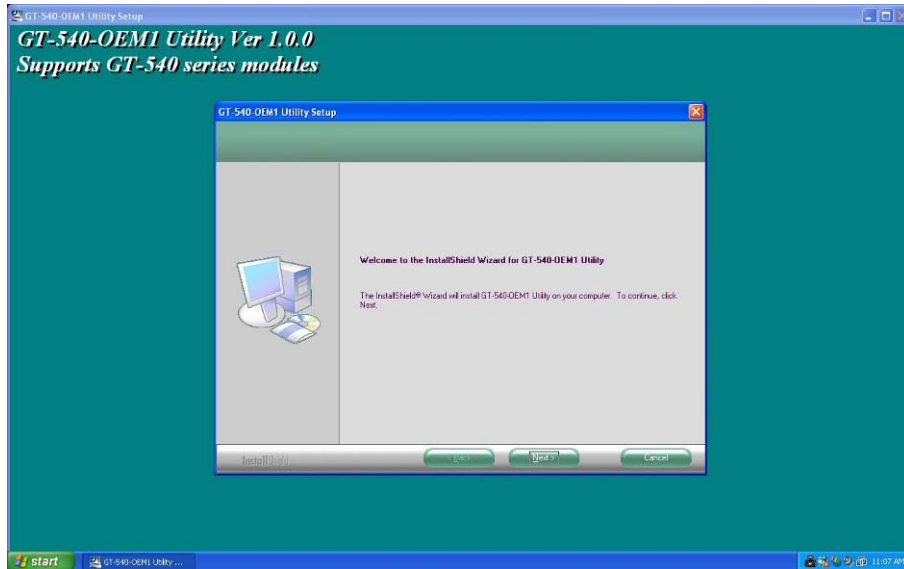 GT-540-OEM1 Utility Setup
GT-540-OEM1 Utility Ver 1.0.0
Supports GT-540 series modules
GT-540-OEM1 Utility Setup
Welcome to the InstallShield Wizard for GT-540-OEM1 Utility
The InstallShield® Wizard will install GT-540-OEM1 Utility on your computer. To continue, click
Next.
InstallShield
< Back
Next >
Cancel
start
GT-540-OEM1 Utility ...
11:07 AM